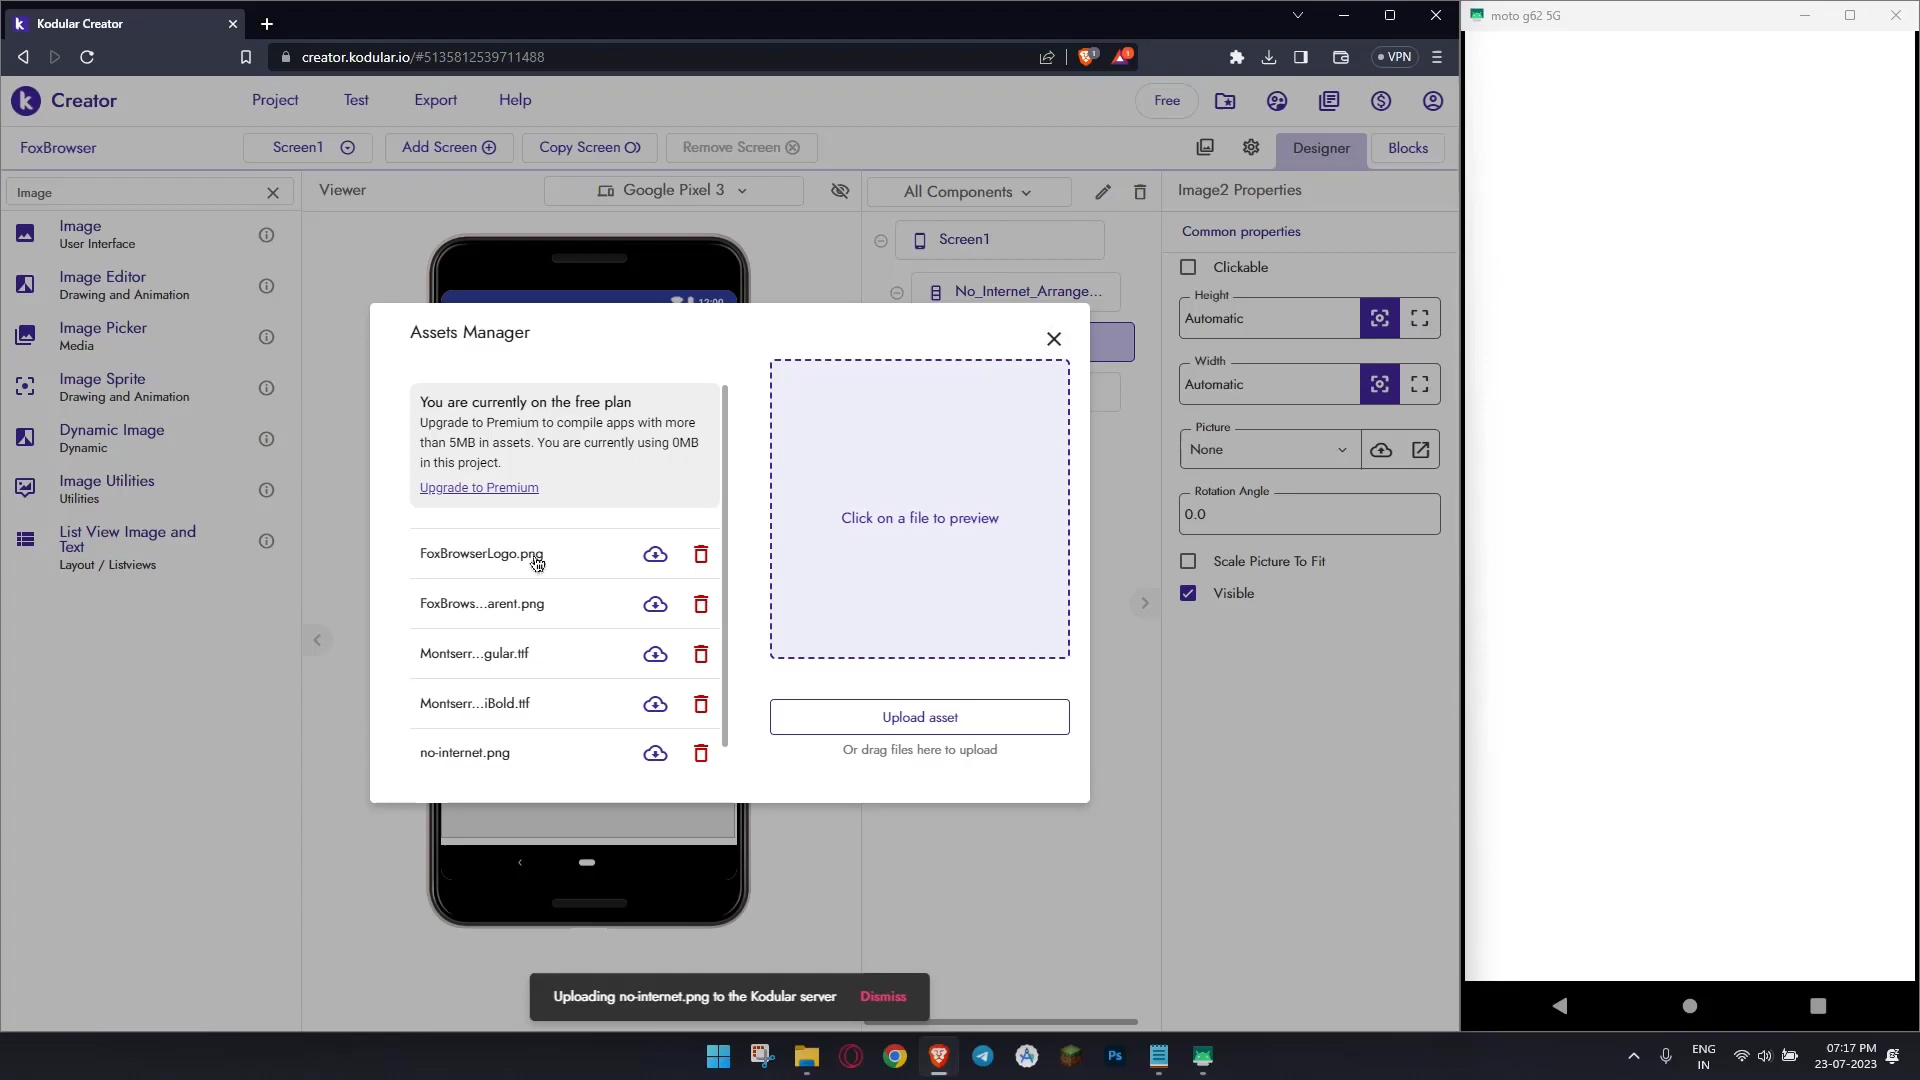 Kodular Creator
moto g62 5G
creator.kodular.io/#5135812539711488
1
1
VPN
Creator
Project
Test
Export
Help
Free
FoxBrowser
Screen1
Add Screen
Copy Screen
Remove Screen
Designer
Blocks
Image
Viewer
Google Pixel 3
All Components
Image2 Properties
Image
User Interface
Image Editor
Drawing and Animation
Image Picker
Media
Image Sprite
Drawing and Animation
Dynamic Image
Dynamic
Image Utilities
Utilities
List View Image and
Text
Layout / Listviews
12:00
Screen1
No_Internet_Arrange...
Common properties
Clickable
Height
Automatic
Width
Automatic
Picture
None
Rotation Angle
0.0
Scale Picture To Fit
Visible
Assets Manager
You are currently on the free plan
Upgrade to Premium to compile apps with more
than 5MB in assets. You are currently using 0MB
in this project.
Upgrade to Premium
FoxBrowserLogo.png
FoxBrows...arent.png
Montserr...gular.ttf
Montserr...iBold.ttf
no-internet.png
Click on a file to preview
Upload asset
Or drag files here to upload
Uploading no-internet.png to the Kodular server
Dismiss
Ps
ENG
IN
07:17 PM
23-07-2023